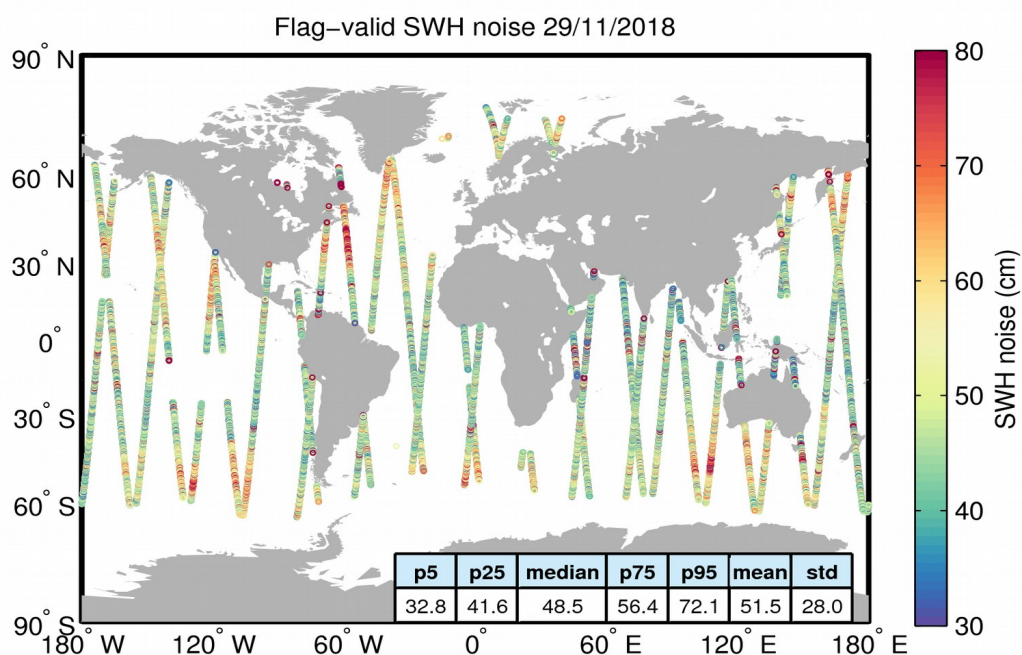 Flag−valid SWH noise 29/11/2018
90° N
60° N
30° N
0°
30° S
60° S
90° S
180° W
120° W
60° W
0°
60° E
120° E
180° E
80
70
60
50
40
30
SWH noise (cm)
p5 p25 median p75 p95 mean std
32.8 41.6 48.5 56.4 72.1 51.5 28.0